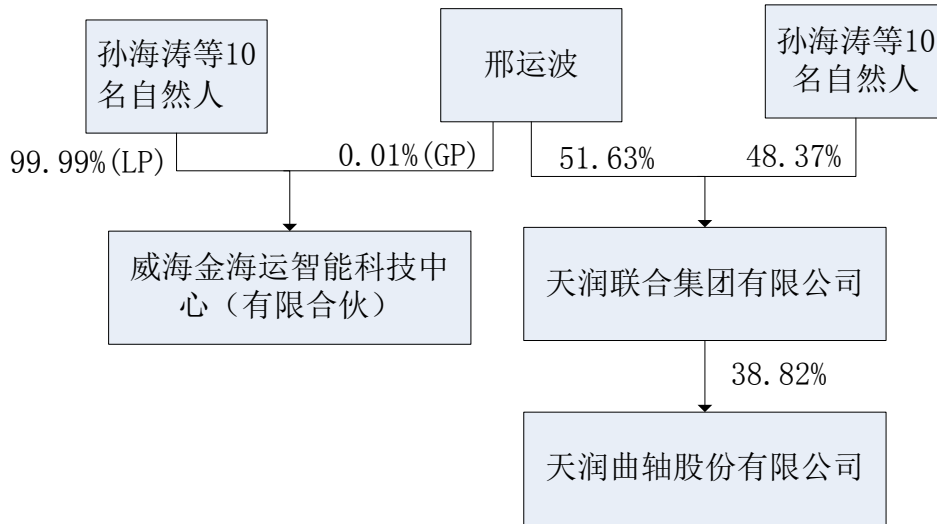 孙海涛等10
名自然人
邢运波
孙海涛等10
名自然人
99.99%(LP)
0.01%(GP)
51.63%
48.37%
威海金海运智能科技中
心（有限合伙）
天润联合集团有限公司
38.82%
天润曲轴股份有限公司